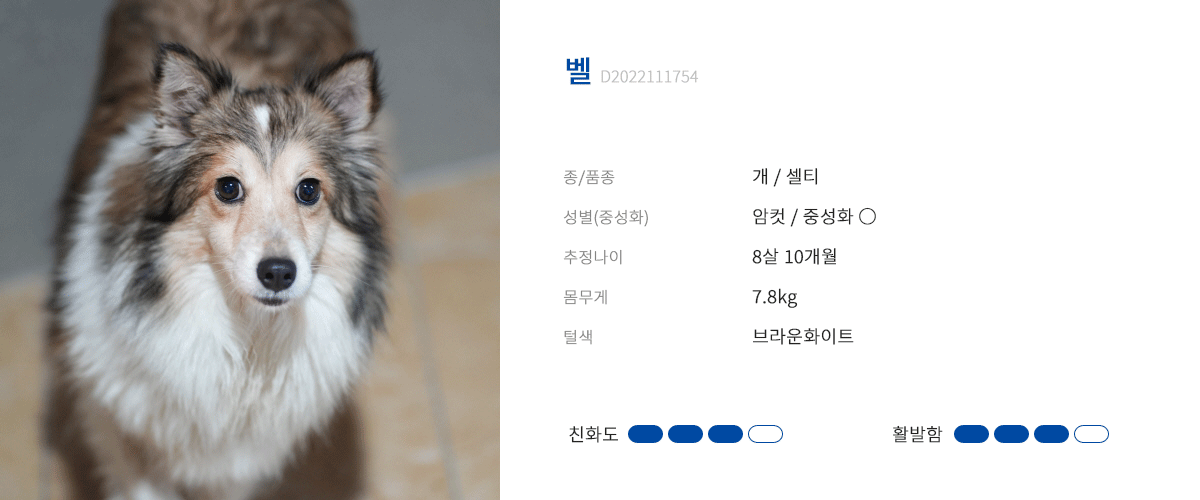 벨 D2022111754
종/품종 개 / 셸티
성별(중성화) 암컷 / 중성화 ○
추정나이 8살 10개월
몸무게 7.8kg
털색 브라운화이트
친화도 활발함